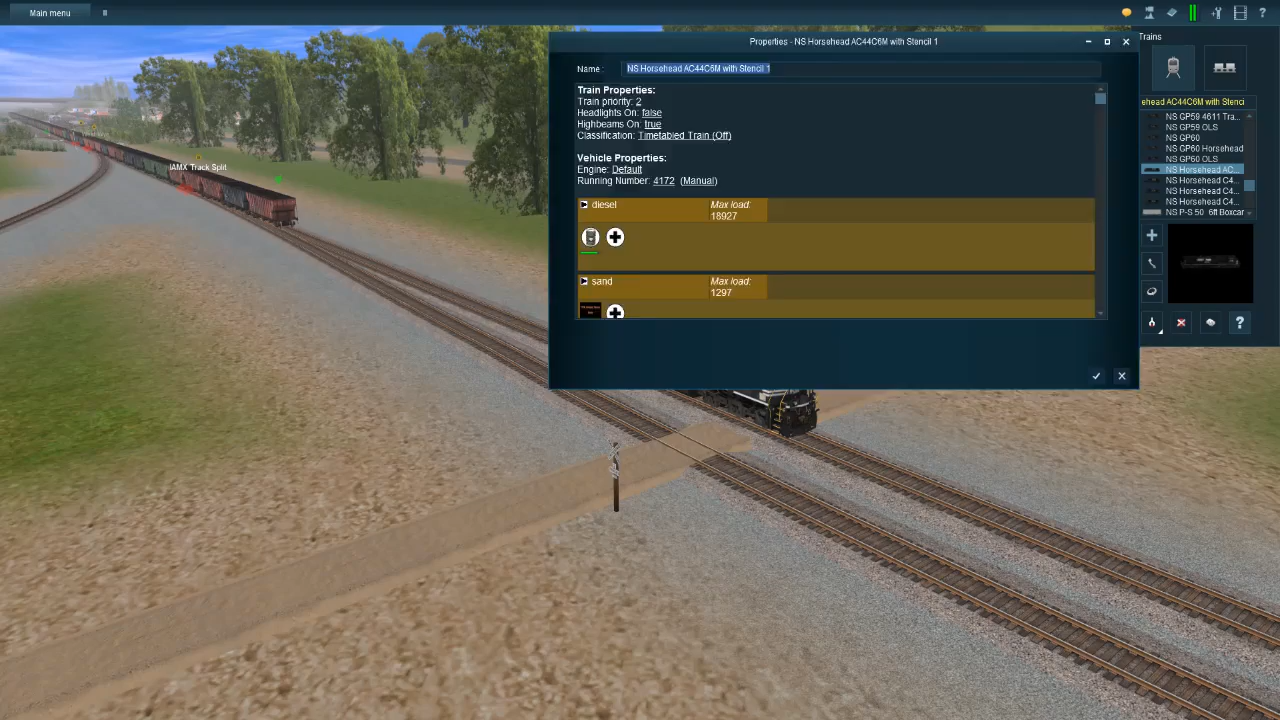 Main menu
Properties - NS Horsehead AC44C6M with Stencil 1
Trains
Name :
NS Horsehead AC44C6M with Stencil 1
Train Properties:
Train priority: 2
Headlights On: false
Highbeams On: true
Classification: Timetabled Train (Off)
Vehicle Properties:
Engine: Default
Running Number: 4172 (Manual)
diesel
Max load:
18927
sand
Max load:
1297
ehead AC44C6M with Stenci
NS GP59 4611 Tra...
NS GP59 OLS
NS GP60
NS GP60 Horsehead
NS GP60 OLS
NS Horsehead AC...
NS Horsehead C4...
NS Horsehead C4...
NS Horsehead C4...
NS P-S 50 6ft Boxcar
IAMX Track Split